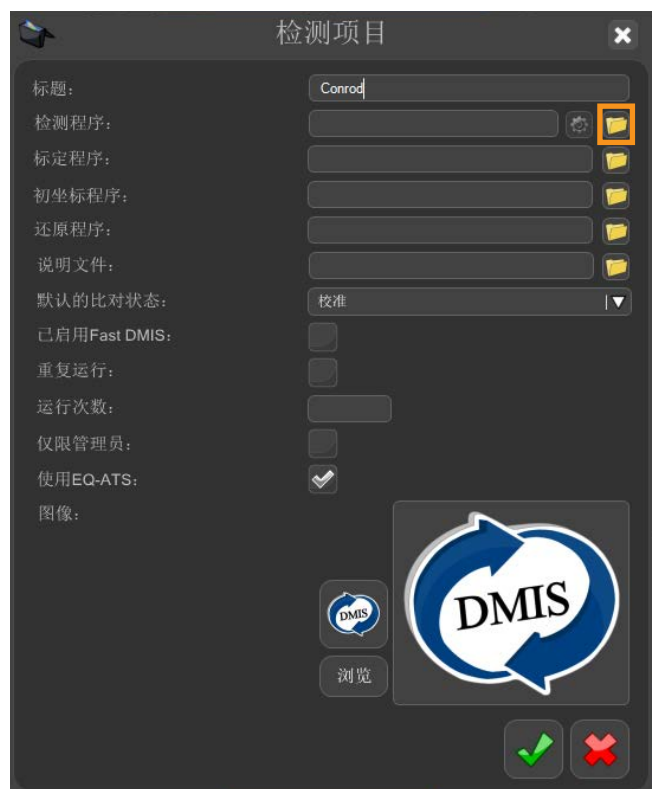 检测项目
标题：
Conrod
检测程序：
标定程序：
初坐标程序：
还原程序：
说明文件：
默认的比对状态：
校准
已启用Fast DMIS：
重复运行：
运行次数：
仅限管理员：
使用EQ-ATS：
图像：
DMIS
DMIS
浏览